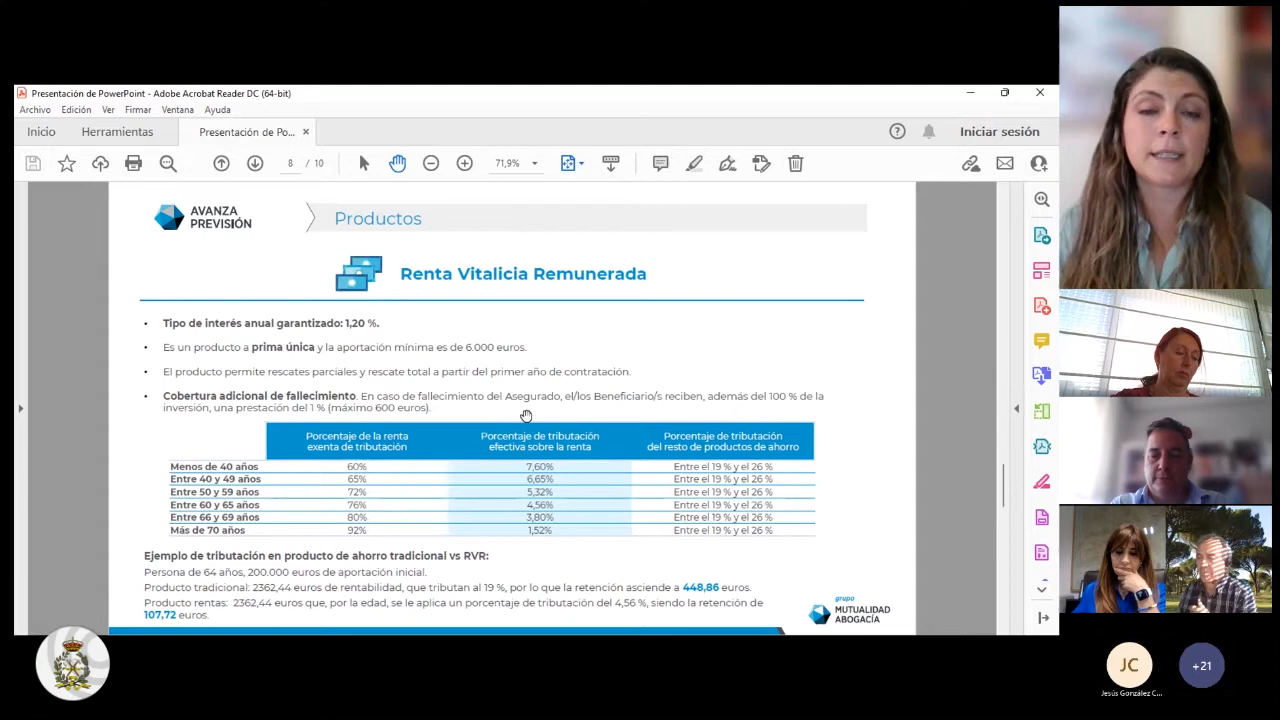 Presentación de PowerPoint - Adobe Acrobat Reader DC (64-bit)
Archivo Edición Ver Firmar Ventana Ayuda
Inicio Herramientas Presentación de Po... × Iniciar sesión
8 / 10 71,9%
AVANZA
PREVISIÓN
Productos
Renta Vitalicia Remunerada
• Tipo de interés anual garantizado: 1,20 %.
• Es un producto a prima única y la aportación mínima es de 6.000 euros.
• El producto permite rescates parciales y rescate total a partir del primer año de contratación.
• Cobertura adicional de fallecimiento. En caso de fallecimiento del Asegurado, el/los Beneficiario/s reciben, además del 100 % de la
inversión, una prestación del 1 % (máximo 600 euros).
Porcentaje de la renta
exenta de tributación
Porcentaje de tributación
efectiva sobre la renta
Porcentaje de tributación
del resto de productos de ahorro
Menos de 40 años 60% 7,60% Entre el 19 % y el 26 %
Entre 40 y 49 años 65% 6,65% Entre el 19 % y el 26 %
Entre 50 y 59 años 72% 5,32% Entre el 19 % y el 26 %
Entre 60 y 65 años 76% 4,56% Entre el 19 % y el 26 %
Entre 66 y 69 años 80% 3,80% Entre el 19 % y el 26 %
Más de 70 años 92% 1,52% Entre el 19 % y el 26 %
Ejemplo de tributación en producto de ahorro tradicional vs RVR:
Persona de 64 años, 200.000 euros de aportación inicial.
Producto tradicional: 2362,44 euros de rentabilidad, que tributan al 19 %, por lo que la retención asciende a 448,86 euros.
Producto rentas: 2362,44 euros que, por la edad, se le aplica un porcentaje de tributación del 4,56 %, siendo la retención de
107,72 euros.
grupo
MUTUALIDAD
ABOGACÍA
JC
+21
Jesús González C...